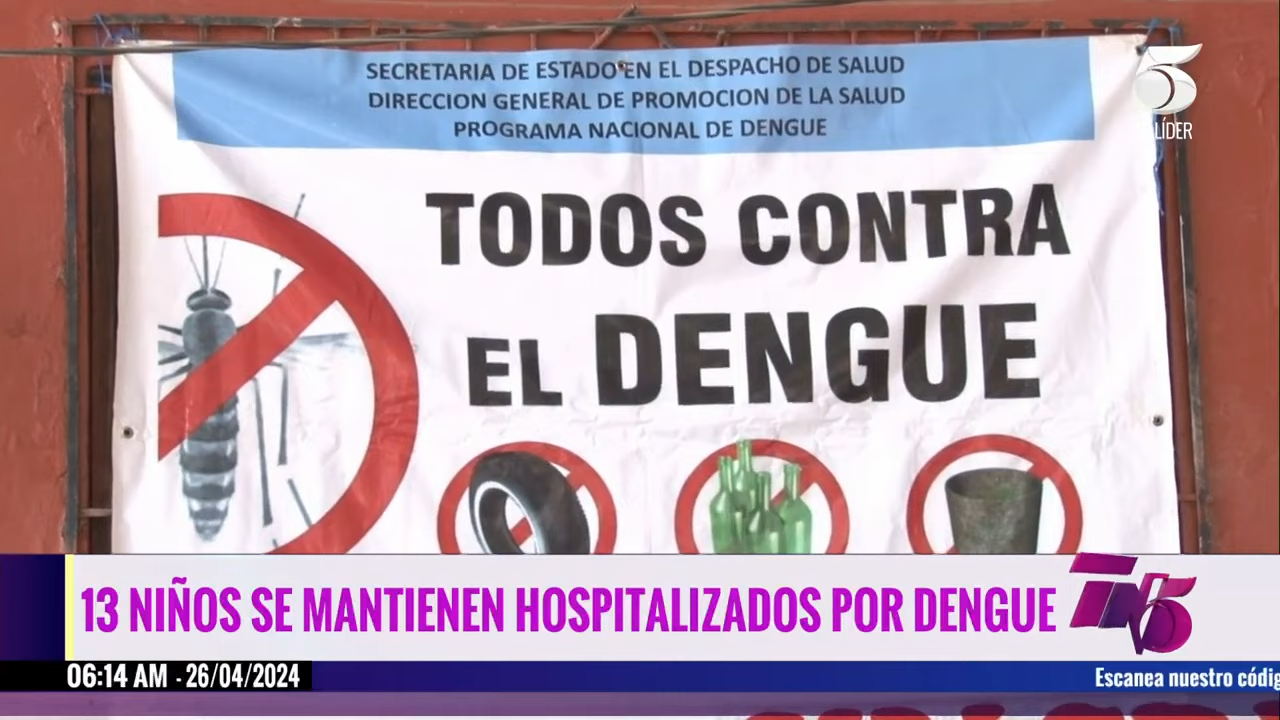 SECRETARIA DE ESTADO EN EL DESPACHO DE SALUD
DIRECCION GENERAL DE PROMOCION DE LA SALUD
PROGRAMA NACIONAL DE DENGUE
5
LÍDER
TODOS CONTRA
EL DENGUE
13 NIÑOS SE MANTIENEN HOSPITALIZADOS POR DENGUE
TN5
06:14 AM - 26/04/2024
Escanea nuestro códig